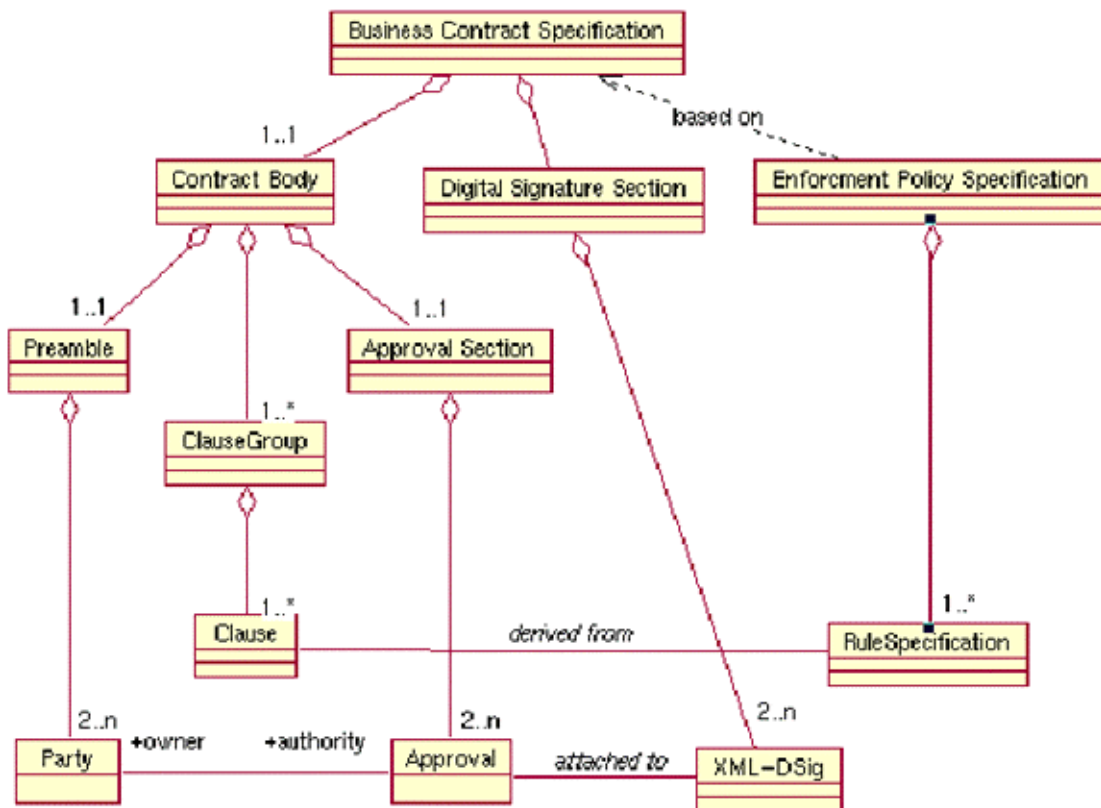 Business Contract Specification
based on
1..1
Contract Body
Digital Signature Section
Enforcment Policy Specification
1..1
1..1
Preamble
Approval Section
1..*
ClauseGroup
1..*
1..*
Clause
derived from
RuleSpecification
2..n
2..n
2..n
+owner
+authority
Party
Approval
attached to
XML-DSig